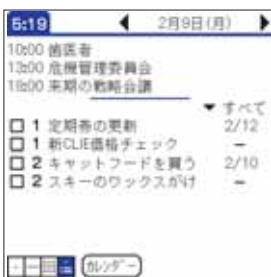 5:19 2月9日(月)
10:00 歯医者
13:00 危機管理委員会
18:00 来期の戦略会議
すべて
1 定期券の更新 2/12
1 新CLIE価格チェック –
2 キャットフードを買う 2/10
2 スキーのワックスがけ –
カレンダー